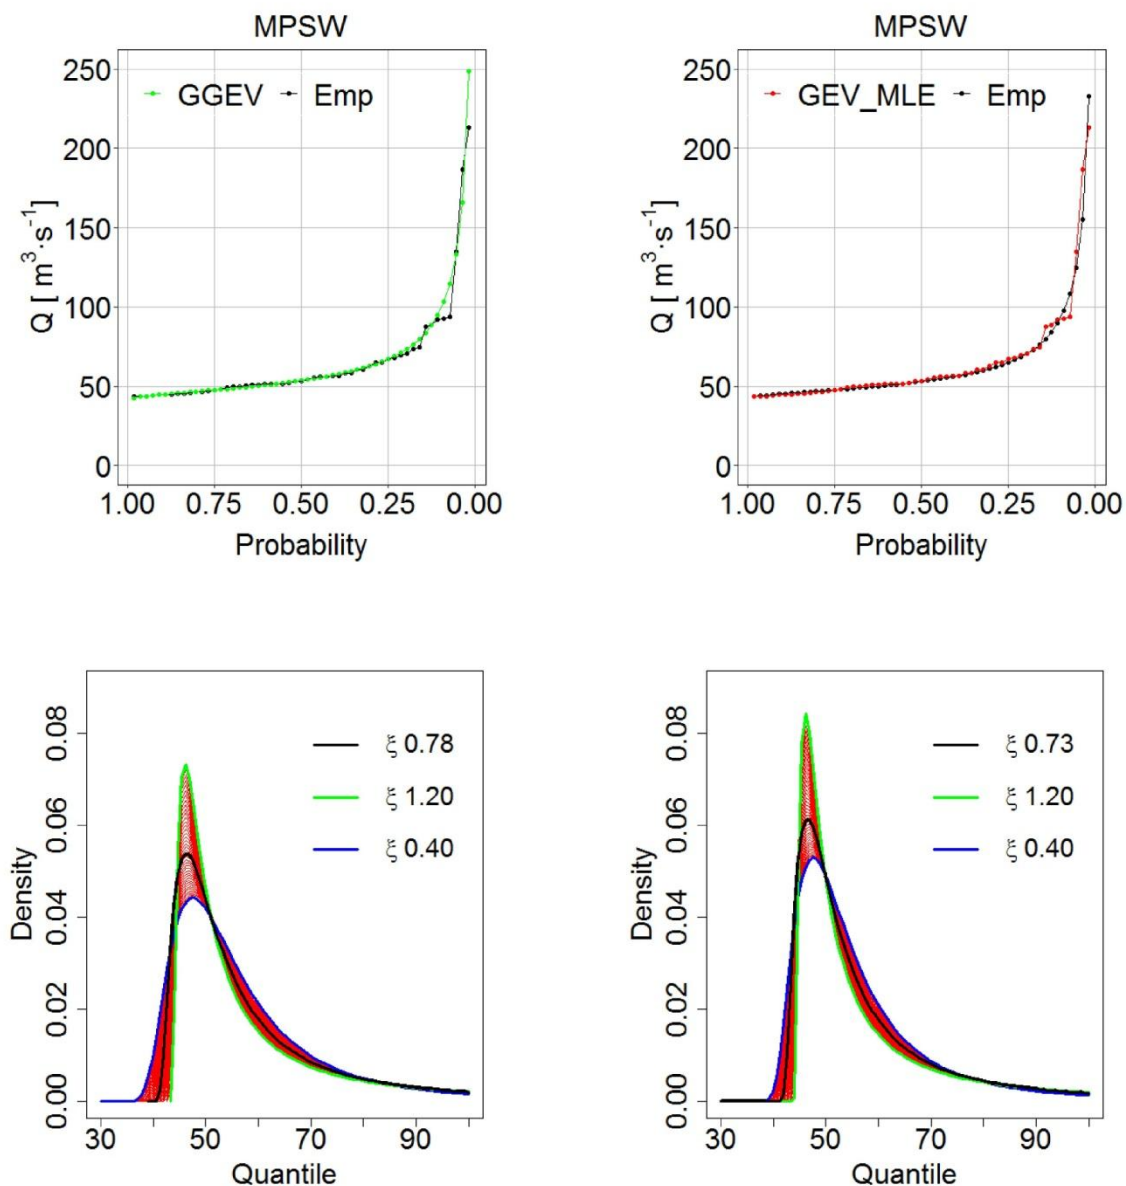 MPSW
GGEV Emp
250
200
150
100
50
0
Q [ m³·s⁻¹]
1.00 0.75 0.50 0.25 0.00
Probability
MPSW
GEV_MLE Emp
250
200
150
100
50
0
Q [ m³·s⁻¹]
1.00 0.75 0.50 0.25 0.00
Probability
ξ 0.78
ξ 1.20
ξ 0.40
0.08
0.06
0.04
0.02
0.00
Density
30 50 70 90
Quantile
ξ 0.73
ξ 1.20
ξ 0.40
0.08
0.06
0.04
0.02
0.00
Density
30 50 70 90
Quantile